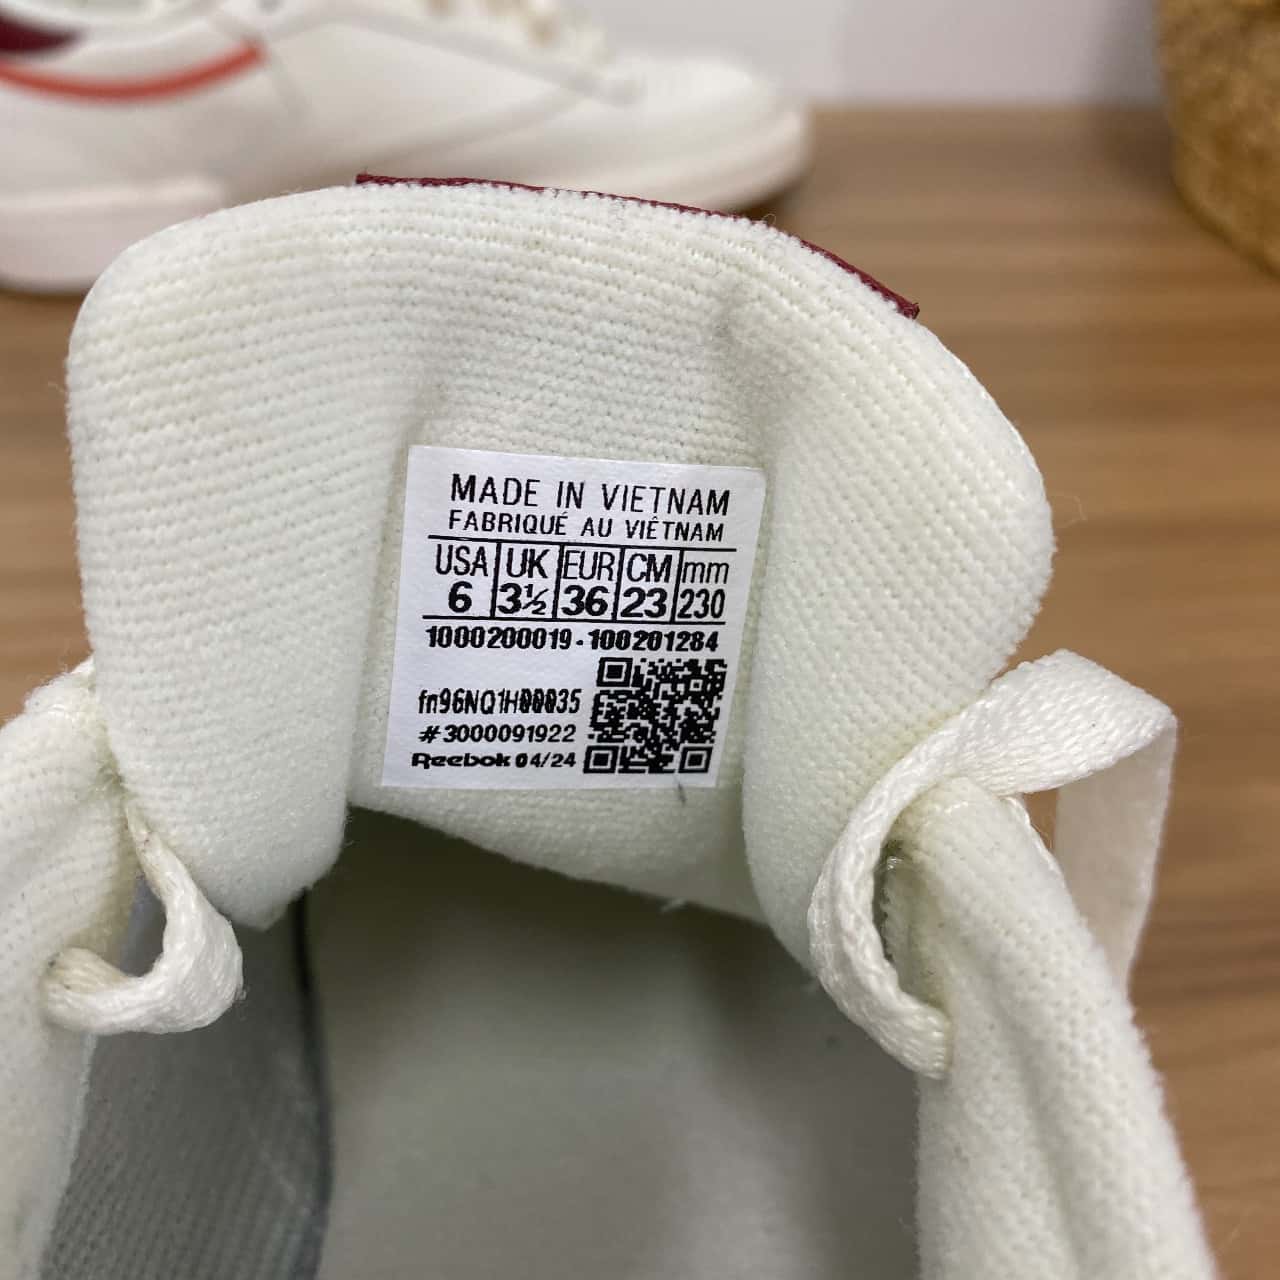 MADE IN VIETNAM
FABRIQUÉ AU VIÊTNAM
USA UK EUR CM mm
6 3½ 36 23 230
1000200019-100201284
#3000091922
Reebok 04/24